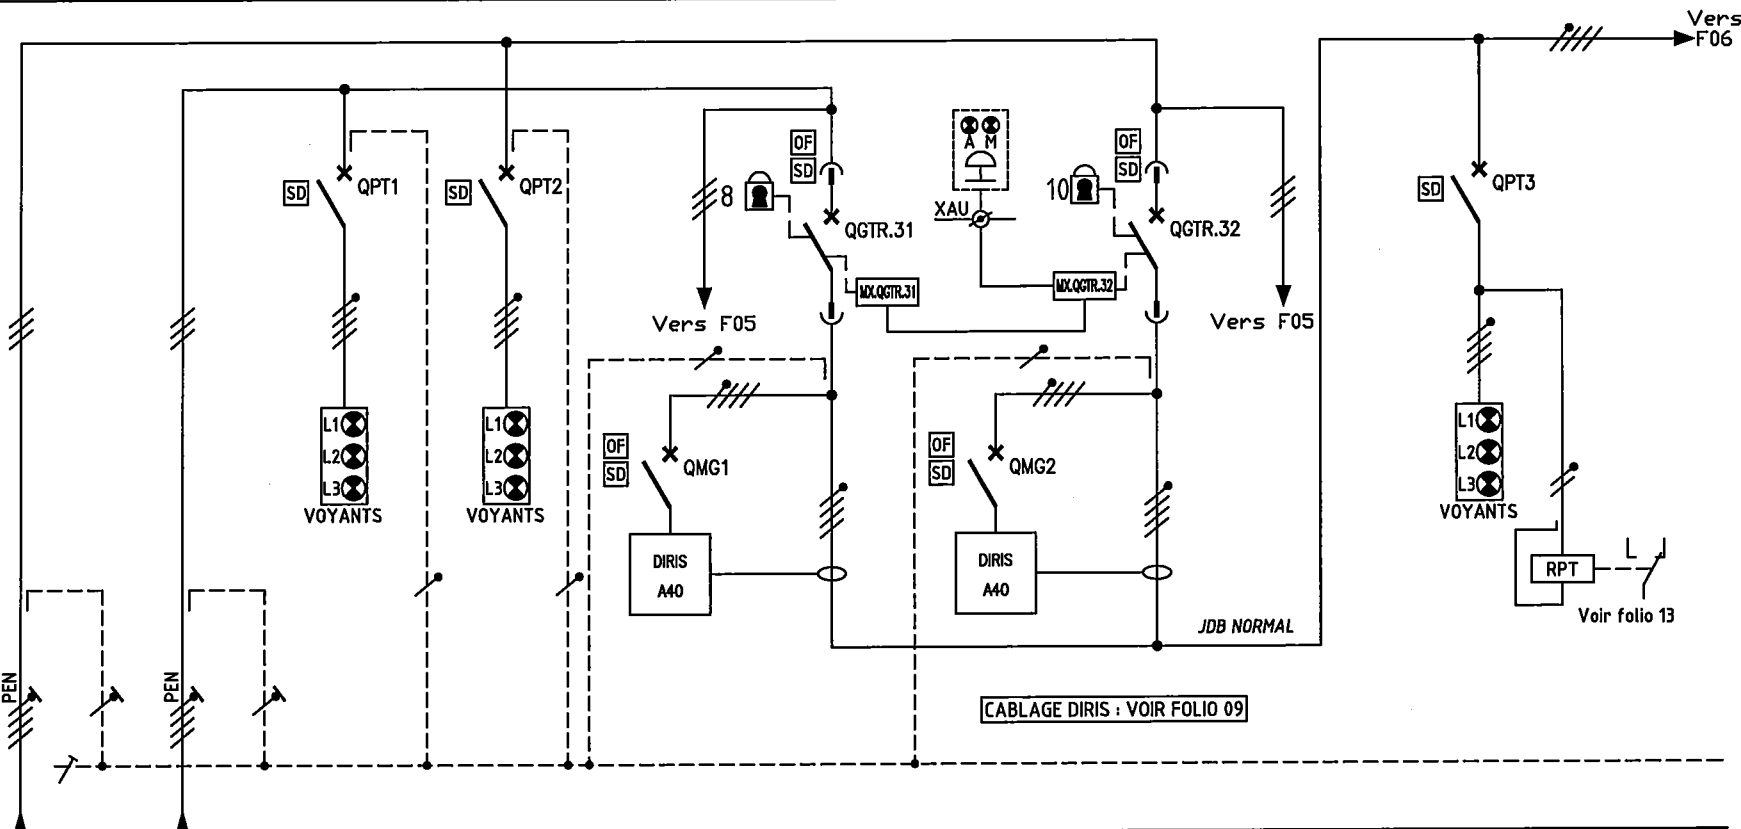 Vers
F06
OF
SD
A M
OF
SD
SD
QPT1
SD
QPT2
8
10
SD
QPT3
XAU
QGTR.31
QGTR.32
MX.QGTR.31
MX.QGTR.32
Vers F05
Vers F05
L1
L2
L3
VOYANTS
L1
L2
L3
VOYANTS
OF
SD
QMG1
OF
SD
QMG2
L1
L2
L3
VOYANTS
DIRIS
A40
DIRIS
A40
RPT
Voir folio 13
JDB NORMAL
PEN
PEN
CABLAGE DIRIS : VOIR FOLIO 09